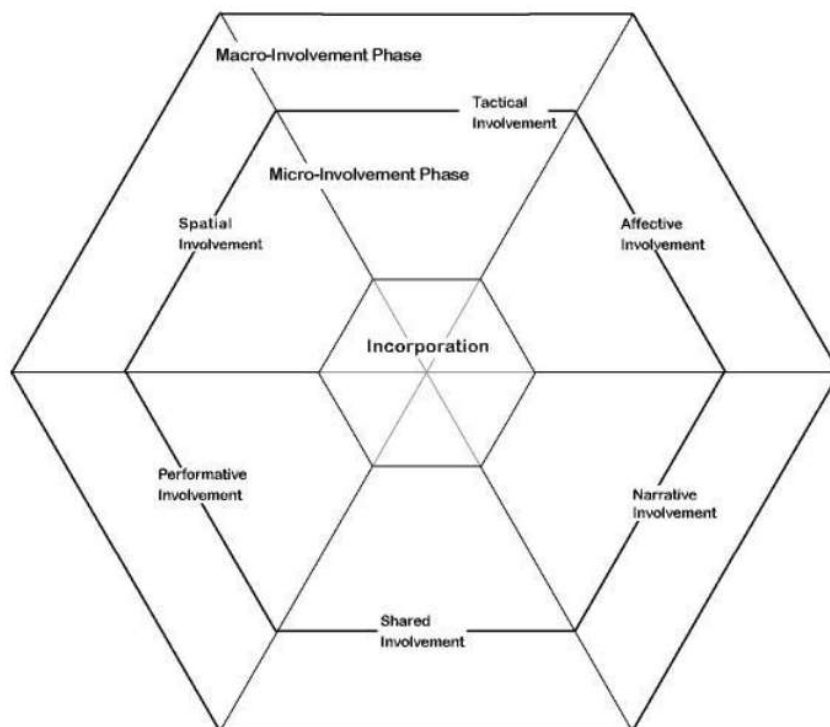 Macro-Involvement Phase
Tactical
Involvement
Micro-Involvement Phase
Spatial
Involvement
Affective
Involvement
Incorporation
Performative
Involvement
Narrative
Involvement
Shared
Involvement